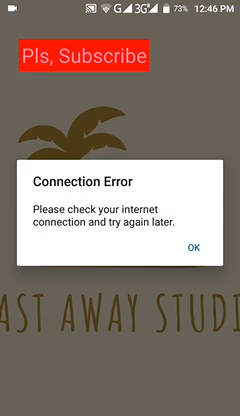 G 3G 73% 12:46 PM
Pls, Subscribe
Connection Error
Please check your internet
connection and try again later.
OK
AST AWAY STUDI